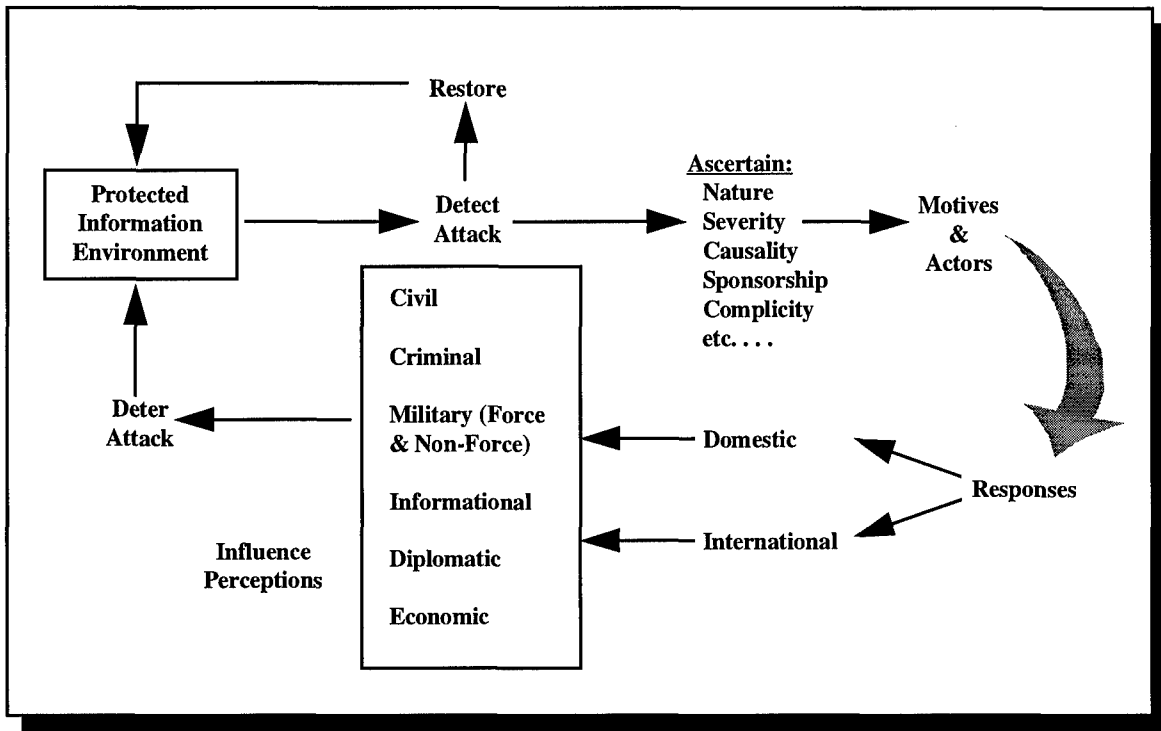 Restore
Protected
Information
Environment
Detect
Attack
Ascertain:
Nature
Severity
Causality
Sponsorship
Complicity
etc. . . .
Motives
&
Actors
Civil
Criminal
Military (Force
& Non-Force)
Informational
Diplomatic
Economic
Deter
Attack
Domestic
International
Responses
Influence
Perceptions